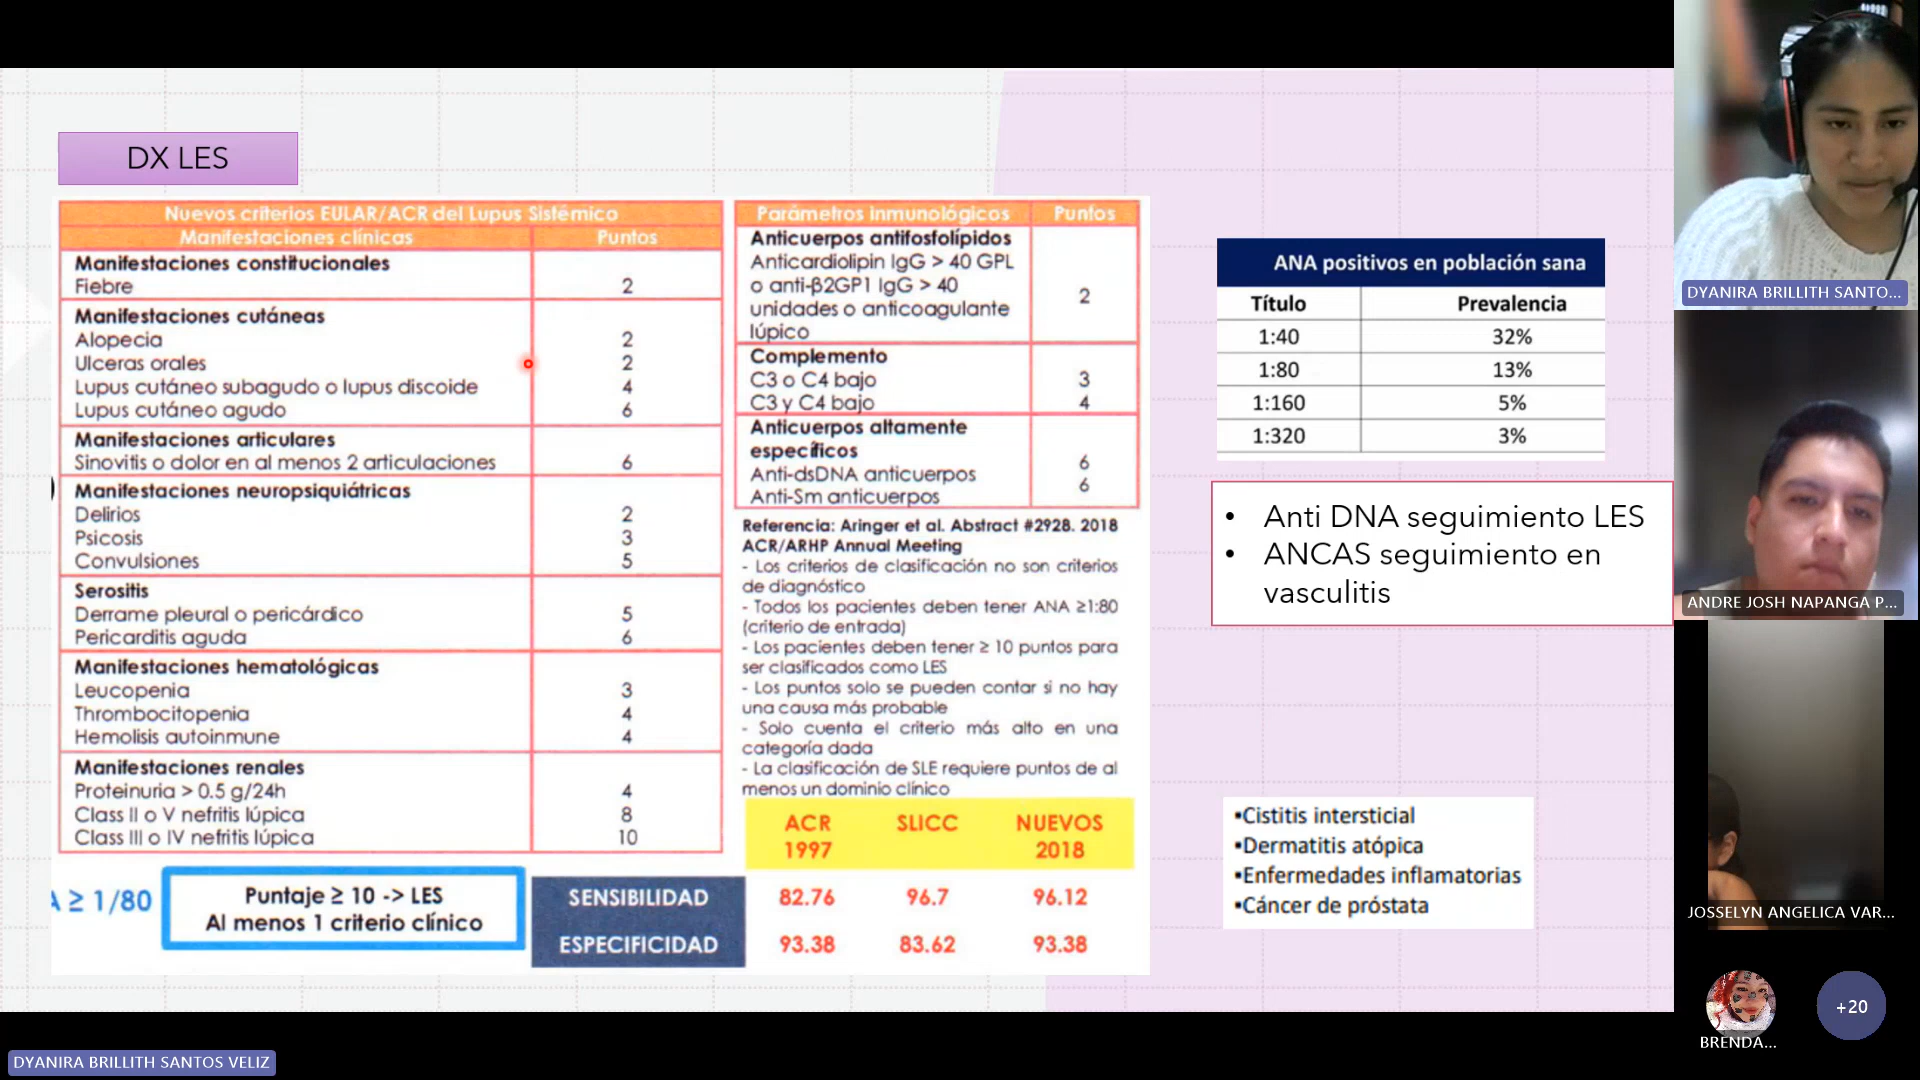 DX LES
Nuevos criterios EULAR/ACR del Lupus Sistémico
Manifestaciones clínicas Puntos
Manifestaciones constitucionales
Fiebre 2
Manifestaciones cutáneas
Alopecia 2
Ulceras orales 2
Lupus cutáneo subagudo o lupus discoide 4
Lupus cutáneo agudo 6
Manifestaciones articulares
Sinovitis o dolor en al menos 2 articulaciones 6
Manifestaciones neuropsiquiátricas
Delirios 2
Psicosis 3
Convulsiones 5
Serositis
Derrame pleural o pericárdico 5
Pericarditis aguda 6
Manifestaciones hematológicas
Leucopenia 3
Thrombocitopenia 4
Hemolisis autoinmune 4
Manifestaciones renales
Proteinuria > 0.5 g/24h 4
Class II o V nefritis lúpica 8
Class III o IV nefritis lúpica 10
A ≥ 1/80
Puntaje ≥ 10 -> LES
Al menos 1 criterio clínico
Parámetros inmunológicos Puntos
Anticuerpos antifosfolípidos
Anticardiolipin IgG > 40 GPL
o anti-β2GP1 IgG > 40
unidades o anticoagulante
lúpico
2
Complemento
C3 o C4 bajo 3
C3 y C4 bajo 4
Anticuerpos altamente
específicos
Anti-dsDNA anticuerpos 6
Anti-Sm anticuerpos 6
Referencia: Aringer et al. Abstract #2928. 2018
ACR/ARHP Annual Meeting
- Los criterios de clasificación no son criterios
de diagnóstico
- Todos los pacientes deben tener ANA ≥1:80
(criterio de entrada)
- Los pacientes deben tener ≥ 10 puntos para
ser clasificados como LES
- Los puntos solo se pueden contar si no hay
una causa más probable
- Solo cuenta el criterio más alto en una
categoría dada
- La clasificación de SLE requiere puntos de al
menos un dominio clínico
ACR SLICC NUEVOS
1997 2018
SENSIBILIDAD 82.76 96.7 96.12
ESPECIFICIDAD 93.38 83.62 93.38
ANA positivos en población sana
Título Prevalencia
1:40 32%
1:80 13%
1:160 5%
1:320 3%
• Anti DNA seguimiento LES
• ANCAS seguimiento en
vasculitis
▪Cistitis intersticial
▪Dermatitis atópica
▪Enfermedades inflamatorias
▪Cáncer de próstata
DYANIRA BRILLITH SANTO...
ANDRE JOSH NAPANGA P...
JOSSELYN ANGELICA VAR...
BRENDA...
+20
DYANIRA BRILLITH SANTOS VELIZ